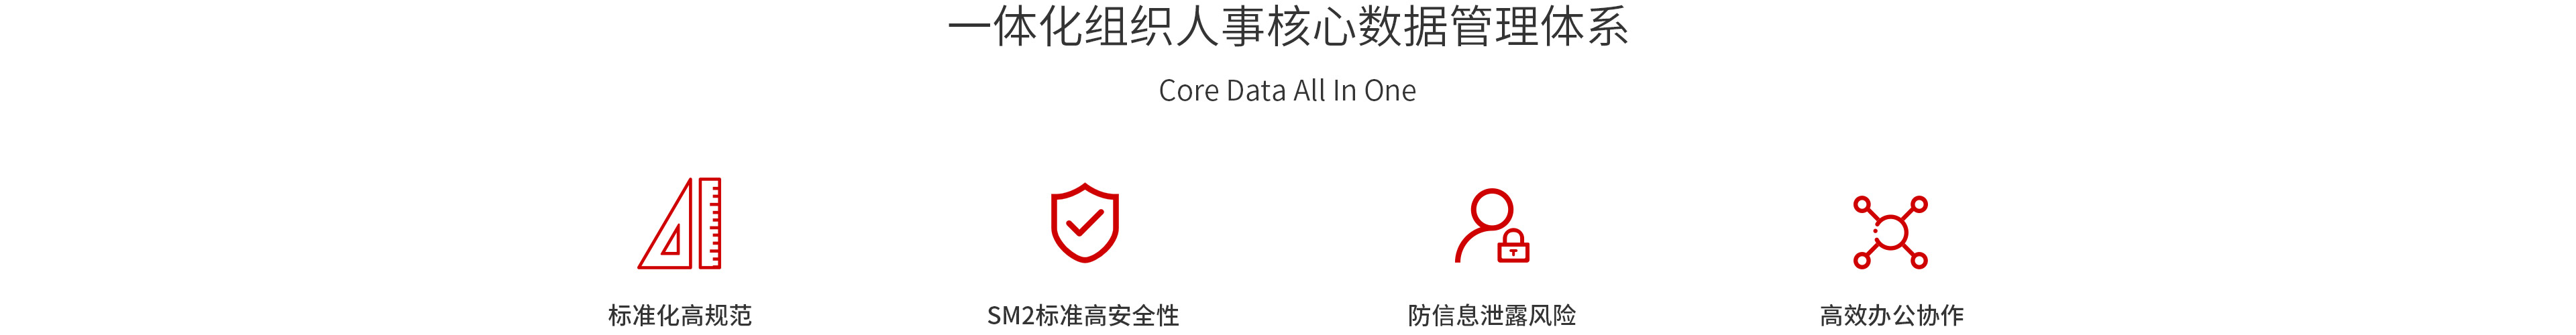 一体化组织人事核心数据管理体系
Core Data All In One
标准化高规范
SM2标准高安全性
防信息泄露风险
高效办公协作